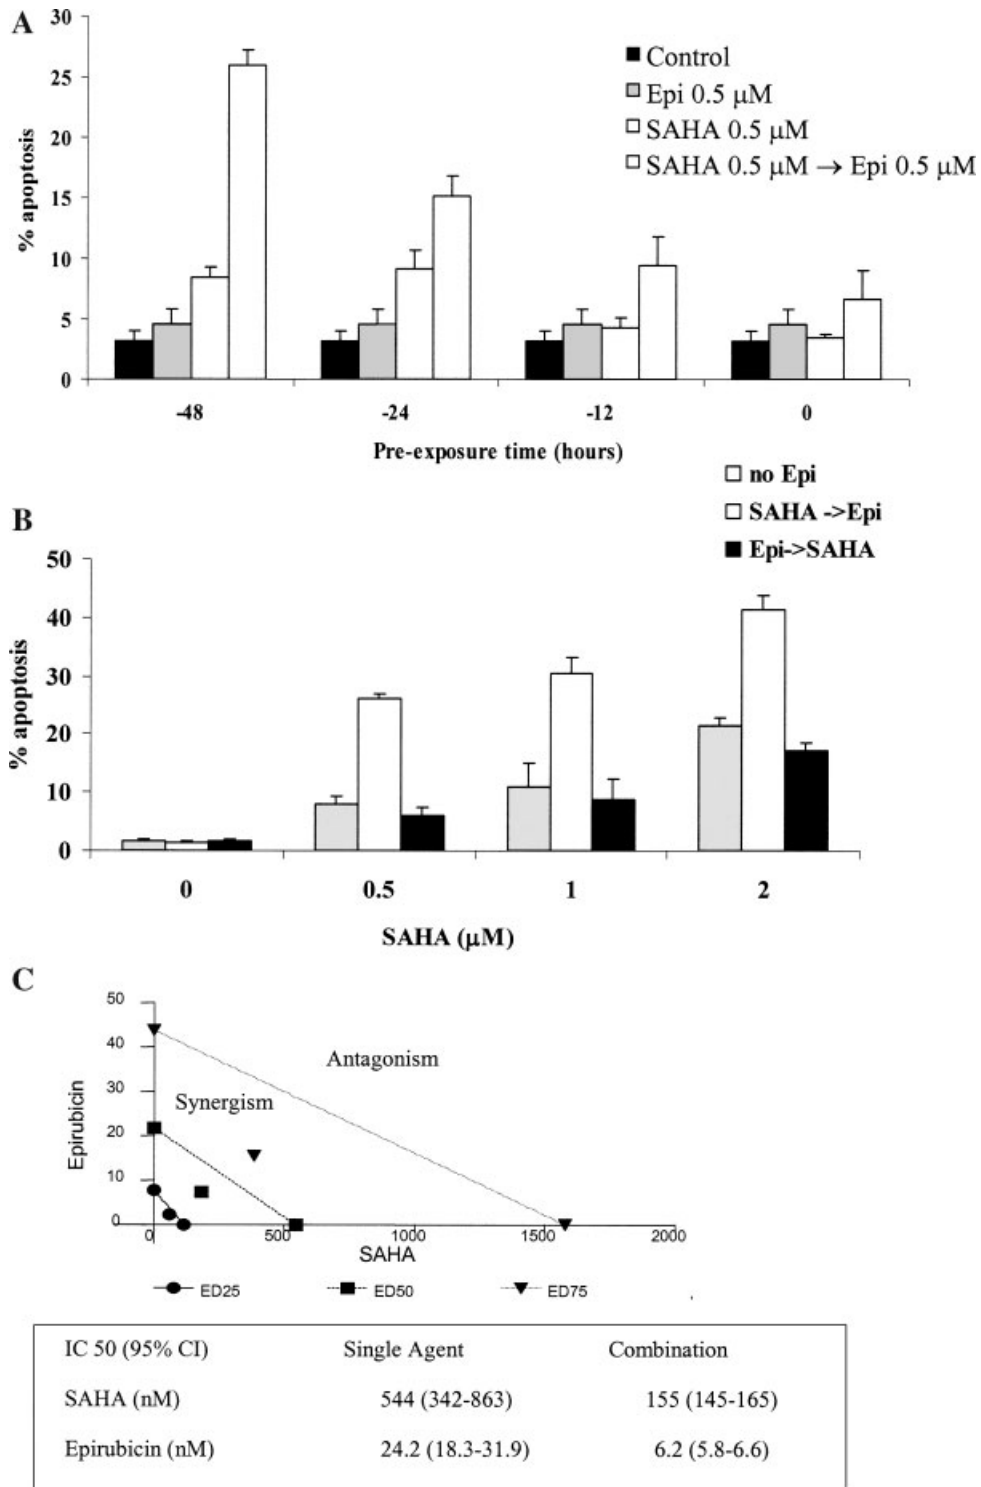 A
30
25
20
15
10
5
0
% apoptosis
Control
Epi 0.5 μM
SAHA 0.5 μM
SAHA 0.5 μM → Epi 0.5 μM
-48 -24 -12 0
Pre-exposure time (hours)
no Epi
SAHA ->Epi
Epi->SAHA
B
50
40
30
20
10
0
% apoptosis
0 0.5 1 2
SAHA (μM)
C
50
40
30
20
10
0
Epirubicin
Antagonism
Synergism
0 500 1000 1500 2000
SAHA
ED25 ED50 ED75
IC 50 (95% CI) Single Agent Combination
SAHA (nM) 544 (342-863) 155 (145-165)
Epirubicin (nM) 24.2 (18.3-31.9) 6.2 (5.8-6.6)